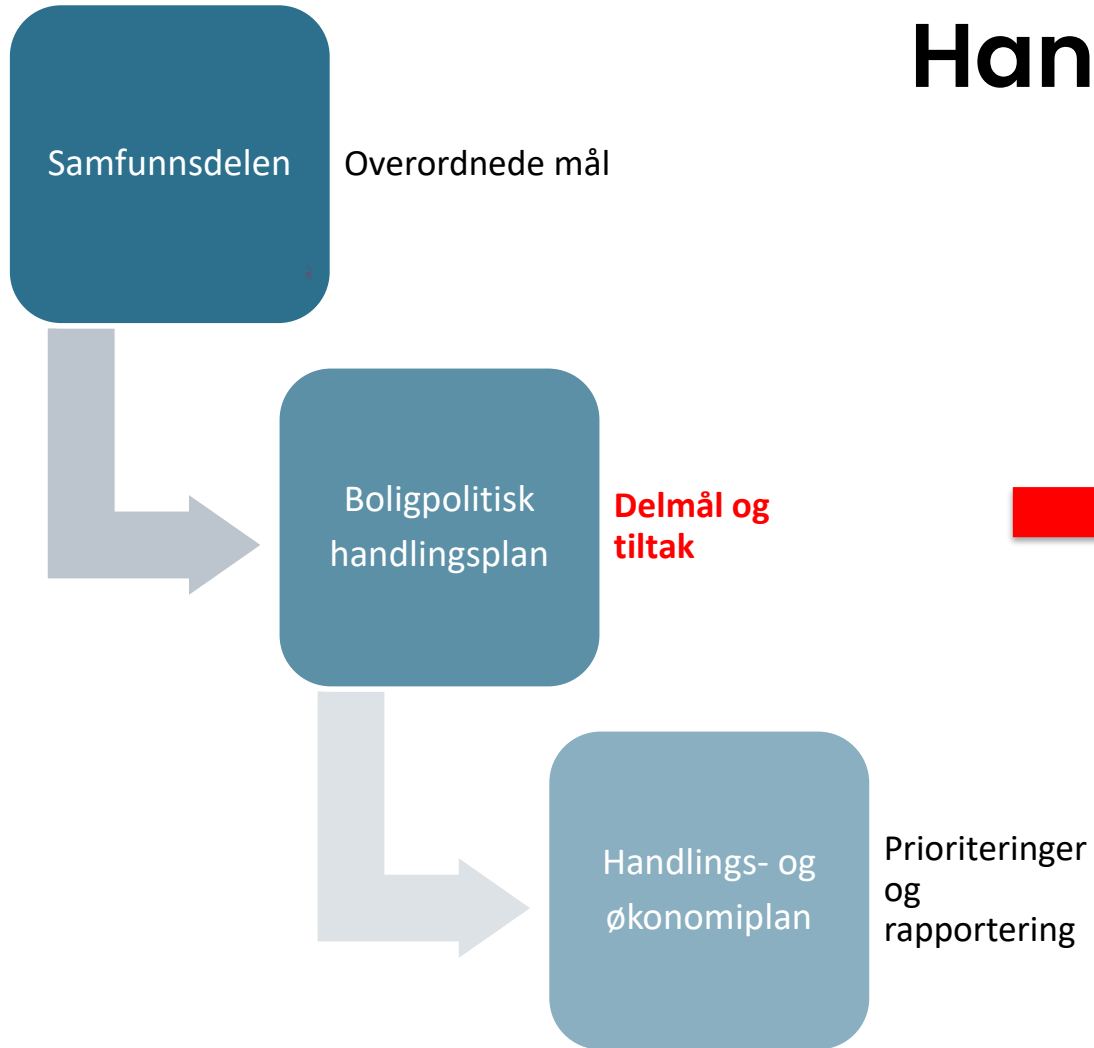 Han
Samfunnsdelen
Overordnede mål
Boligpolitisk
handlingsplan
Delmål og
tiltak
Handlings- og
økonomiplan
Prioriteringer
og
rapportering